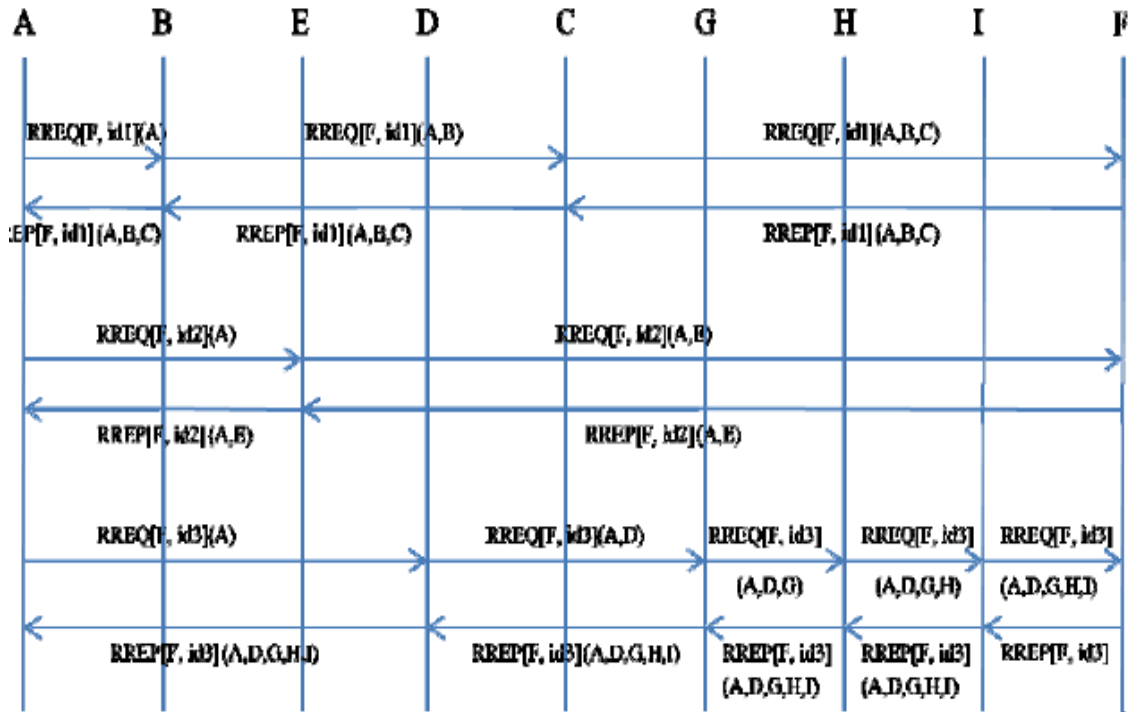 A B E D C G H I F
RREQ[F, id1](A) RREQ[F, id1](A,B) RREQ[F, id1](A,B,C)
REP[F, id1](A,B,C) RREP[F, id1](A,B,C) RREP[F, id1](A,B,C)
RREQ[F, id2](A) RREQ[F, id2](A,E)
RREP[F, id2](A,E) RREP[F, id2](A,E)
RREQ[F, id3](A) RREQ[F, id3](A,D) RREQ[F, id3] RREQ[F, id3] RREQ[F, id3]
(A,D,G) (A,D,G,H) (A,D,G,H,I)
RREP[F, id3](A,D,G,H,I) RREP[F, id3](A,D,G,H,I) RREP[F, id3] RREP[F, id3] RREP[F, id3]
(A,D,G,H,I) (A,D,G,H,I)